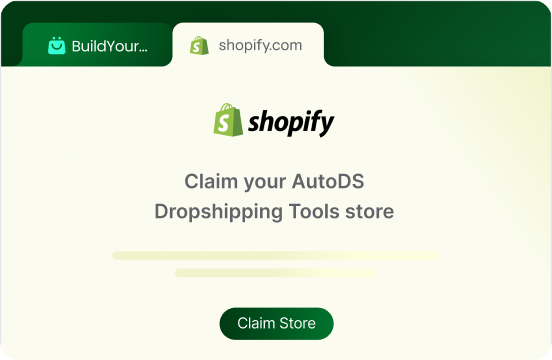 BuildYour...
shopify.com
shopify
Claim your AutoDS
Dropshipping Tools store
Claim Store